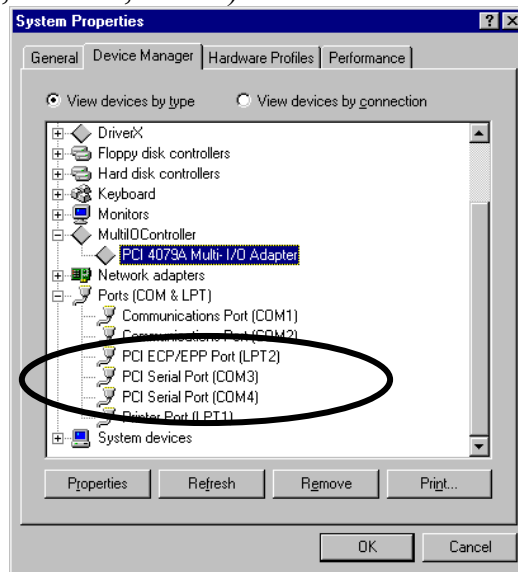 System Properties
General Device Manager Hardware Profiles Performance
View devices by type View devices by connection
DriverX
Floppy disk controllers
Hard disk controllers
Keyboard
Monitors
MultiIOController
PCI 4079A Multi- I/O Adapter
Network adapters
Ports (COM & LPT)
Communications Port (COM1)
Communications Port (COM2)
PCI ECP/EPP Port (LPT2)
PCI Serial Port (COM3)
PCI Serial Port (COM4)
Printer Port (LPT1)
System devices
Properties Refresh Remove Print...
OK Cancel